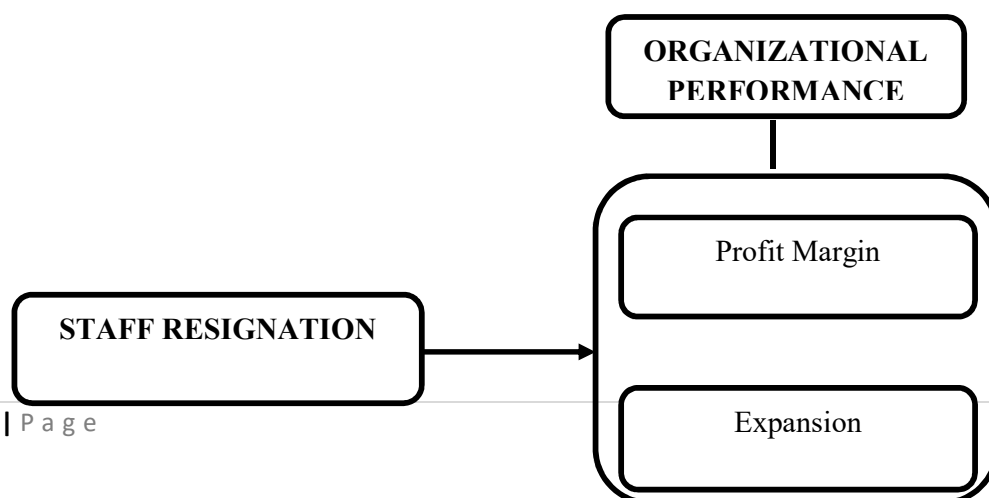 ORGANIZATIONAL
PERFORMANCE
Profit Margin
STAFF RESIGNATION
| P a g e
Expansion